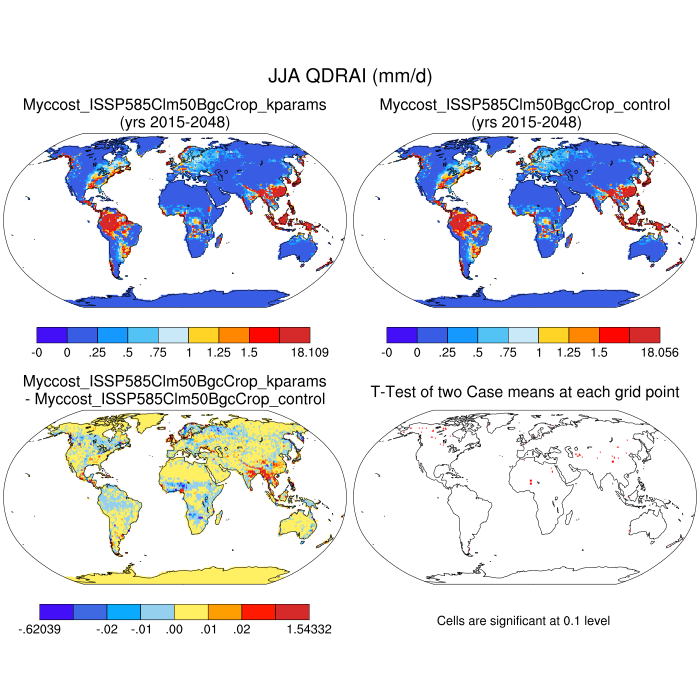 JJA QDRAI (mm/d)
Myccost_ISSP585Clm50BgcCrop_kparams
(yrs 2015-2048)
Myccost_ISSP585Clm50BgcCrop_control
(yrs 2015-2048)
-0 0 .25 .5 .75 1 1.25 1.5 18.109
-0 0 .25 .5 .75 1 1.25 1.5 18.056
Myccost_ISSP585Clm50BgcCrop_kparams
- Myccost_ISSP585Clm50BgcCrop_control
T-Test of two Case means at each grid point
-.62039 -.02 -.01 .00 .01 .02 1.54332
Cells are significant at 0.1 level